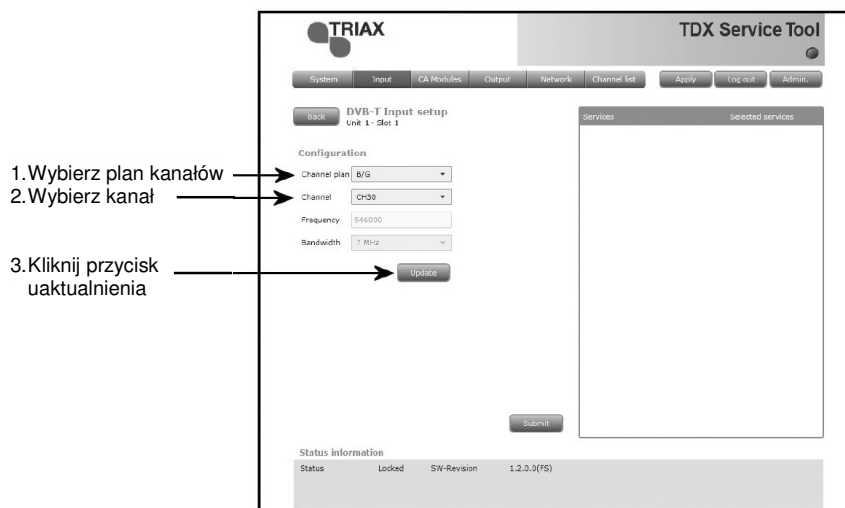 TRIAX
TDX Service Tool
System Input CA Modules Output Network Channel list Apply Log out Admin.
Back DVB-T Input setup
Unit 1 - Slot 1
Services Selected services
Configuration
1.Wybierz plan kanałów Channel plan B/G
2.Wybierz kanał Channel CH30
Frequency 546000
Bandwidth 7 MHz
3.Kliknij przycisk
uaktualnienia
Update
Submit
Status information
Status Locked SW-Revision 1.2.0.0(FS)